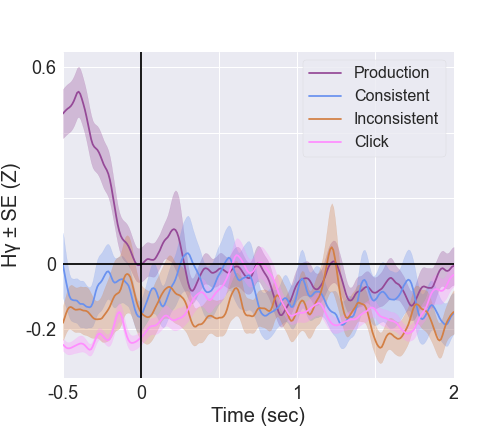 Production
Consistent
Inconsistent
Click
0.6
0
-0.2
Hγ ± SE (Z)
-0.5
0
1
2
Time (sec)